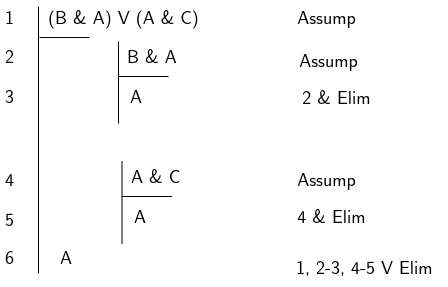 1 (B & A) V (A & C) Assump
2 B & A Assump
3 A 2 & Elim
4 A & C Assump
5 A 4 & Elim
6 A 1, 2-3, 4-5 V Elim